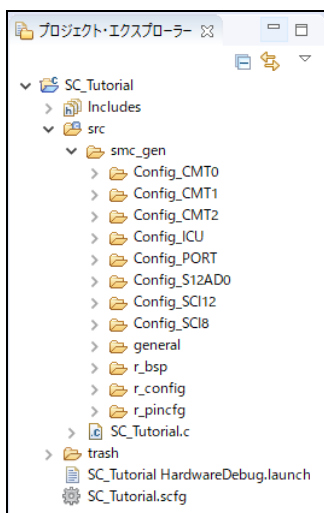 プロジェクト・エクスプローラー
SC_Tutorial
Includes
src
smc_gen
Config_CMT0
Config_CMT1
Config_CMT2
Config_ICU
Config_PORT
Config_S12AD0
Config_SCI12
Config_SCI8
general
r_bsp
r_config
r_pincfg
SC_Tutorial.c
trash
SC_Tutorial HardwareDebug.launch
SC_Tutorial.scfg